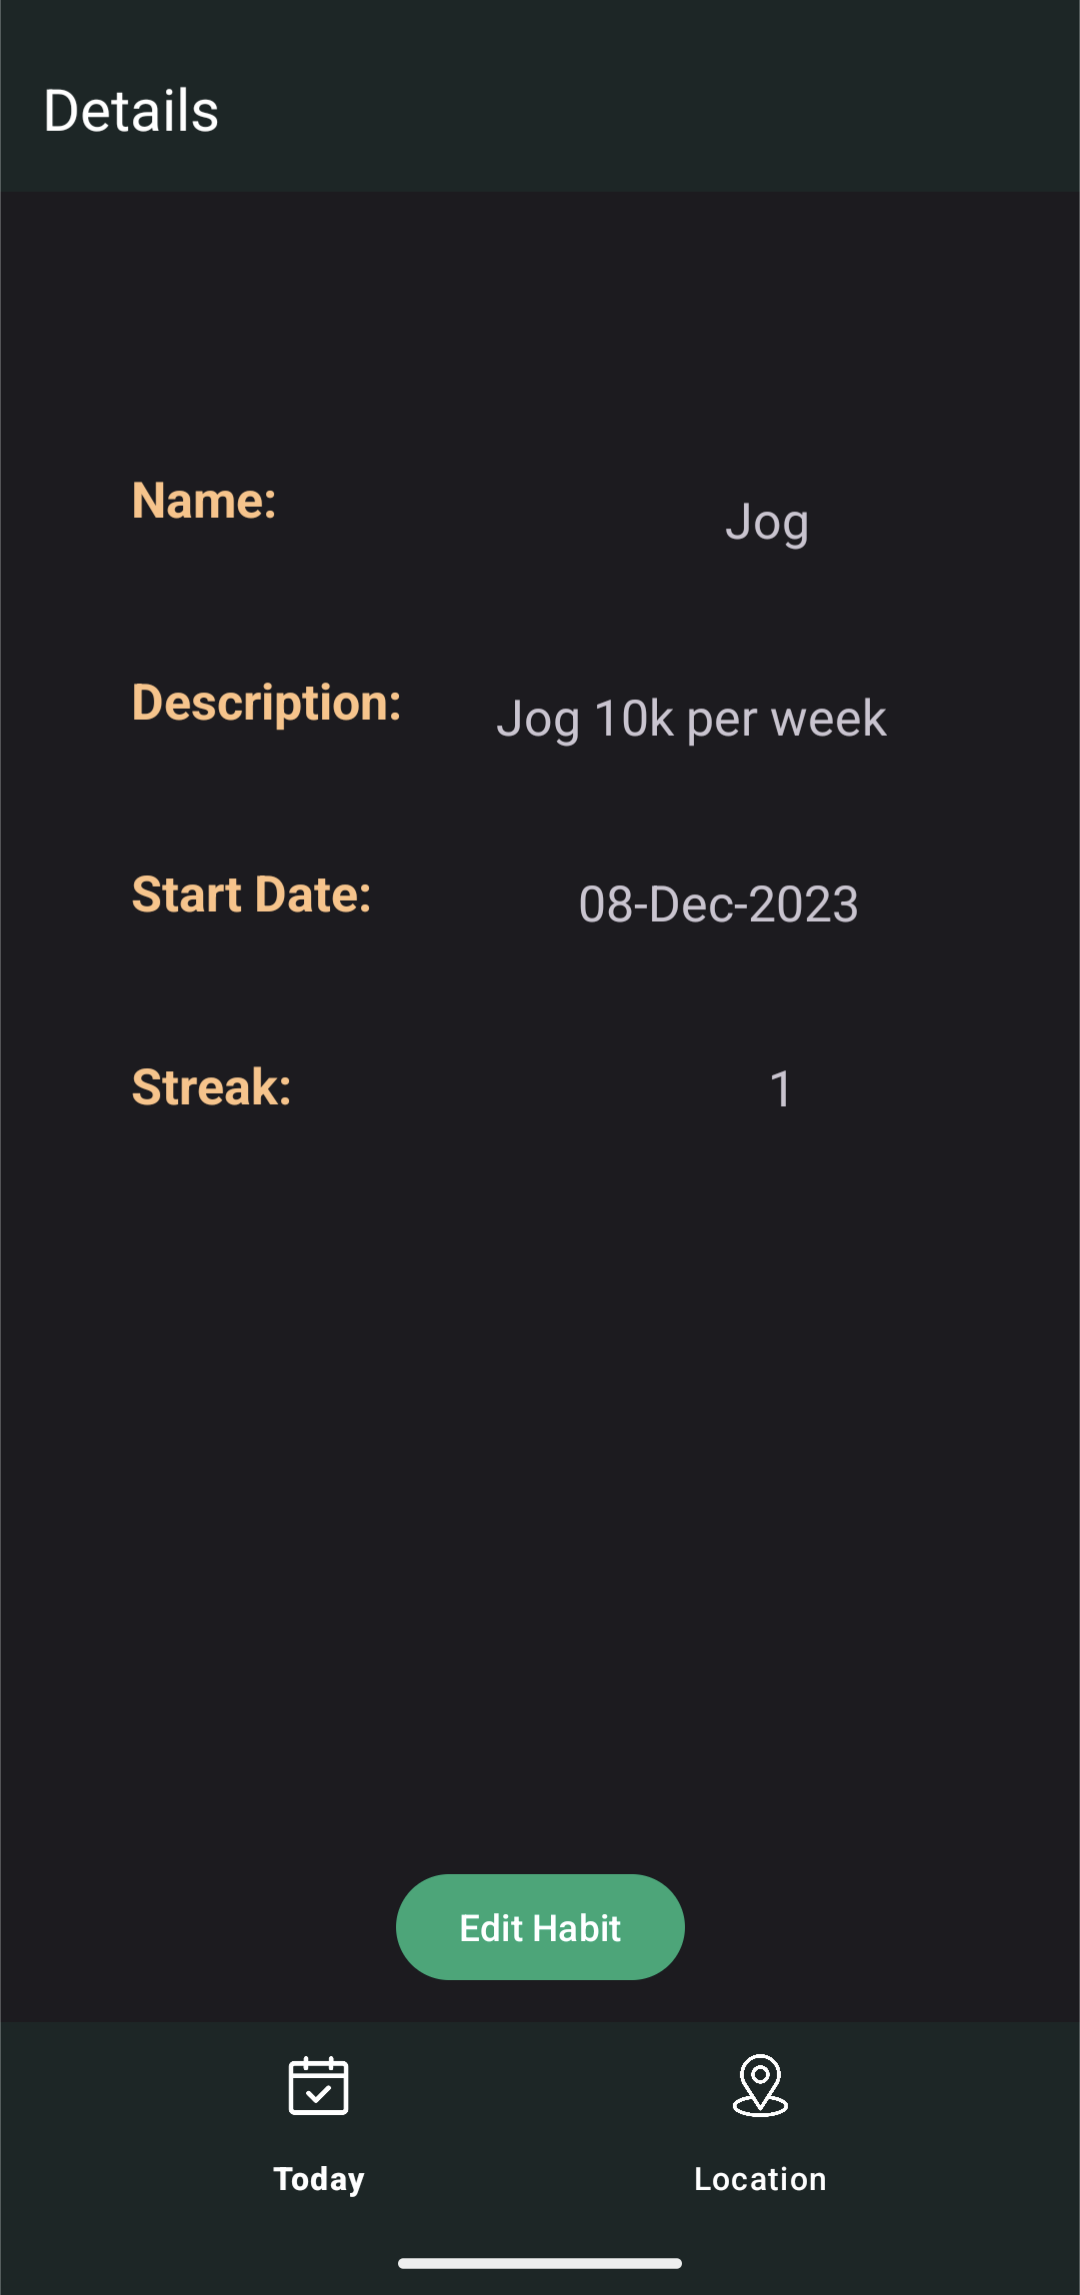 Details
Name:
Jog
Description:
Jog 10k per week
Start Date:
08-Dec-2023
Streak:
1
Edit Habit
Today
Location